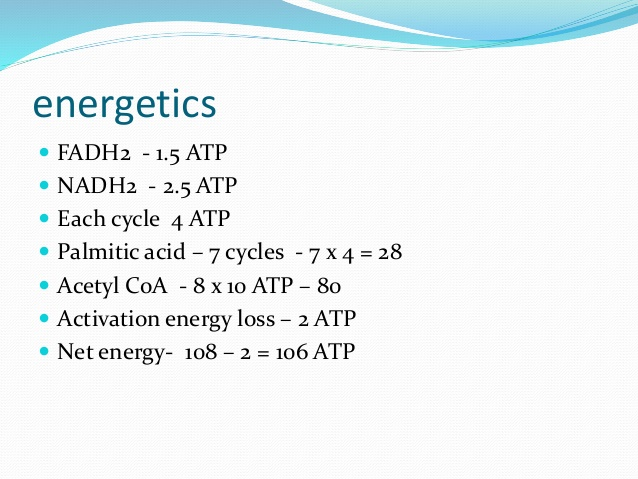 energetics
FADH2 - 1.5 ATP
NADH2 - 2.5 ATP
Each cycle 4 ATP
Palmitic acid – 7 cycles - 7 x 4 = 28
Acetyl CoA - 8 x 10 ATP – 80
Activation energy loss – 2 ATP
Net energy- 108 – 2 = 106 ATP